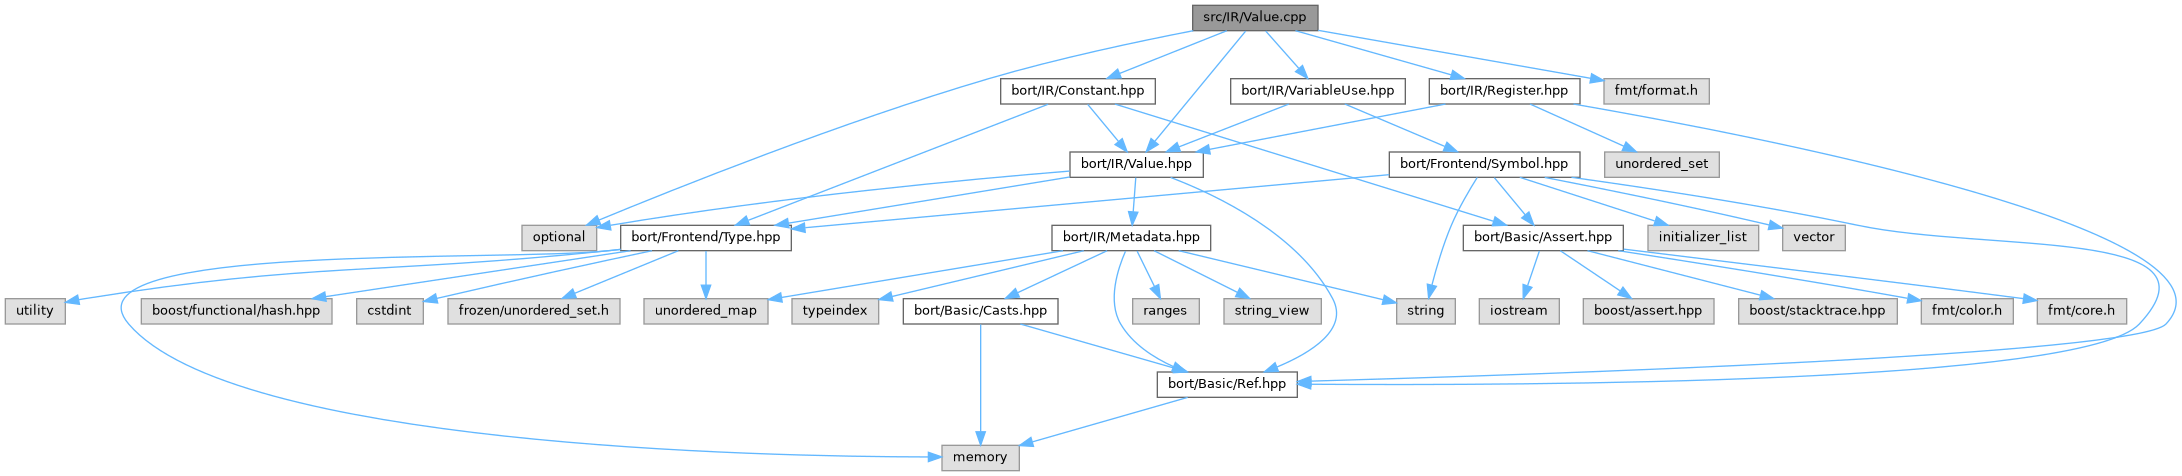 src/IR/Value.cpp
bort/IR/Constant.hpp
bort/IR/VariableUse.hpp
bort/IR/Register.hpp
fmt/format.h
bort/IR/Value.hpp
bort/Frontend/Symbol.hpp
unordered_set
optional
bort/Frontend/Type.hpp
bort/IR/Metadata.hpp
bort/Basic/Assert.hpp
initializer_list
vector
utility
boost/functional/hash.hpp
cstdint
frozen/unordered_set.h
unordered_map
typeindex
bort/Basic/Casts.hpp
ranges
string_view
string
iostream
boost/assert.hpp
boost/stacktrace.hpp
fmt/color.h
fmt/core.h
bort/Basic/Ref.hpp
memory